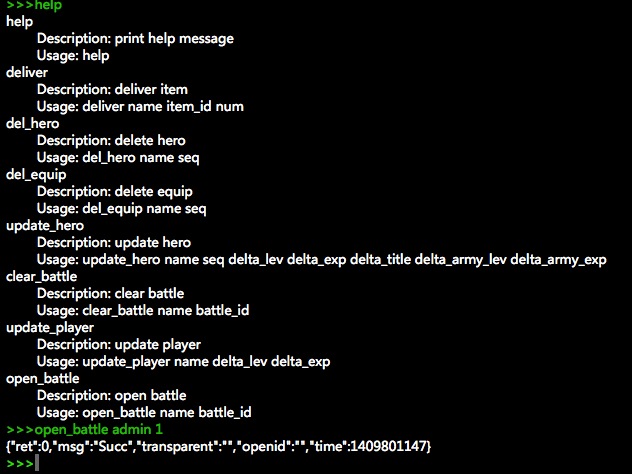 >>>help
help
Description: print help message
Usage: help
deliver
Description: deliver item
Usage: deliver name item_id num
del_hero
Description: delete hero
Usage: del_hero name seq
del_equip
Description: delete equip
Usage: del_equip name seq
update_hero
Description: update hero
Usage: update_hero name seq delta_lev delta_exp delta_title delta_army_lev delta_army_exp
clear_battle
Description: clear battle
Usage: clear_battle name battle_id
update_player
Description: update player
Usage: update_player name delta_lev delta_exp
open_battle
Description: open battle
Usage: open_battle name battle_id
>>>open_battle admin 1
{"ret":0,"msg":"Succ","transparent":"","openid":"","time":1409801147}
>>>